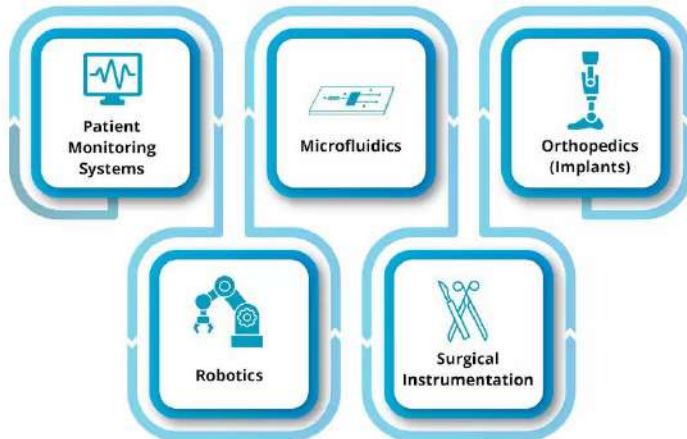 Patient
Monitoring
Systems
Microfluidics
Orthopedics
(Implants)
Robotics
Surgical
Instrumentation